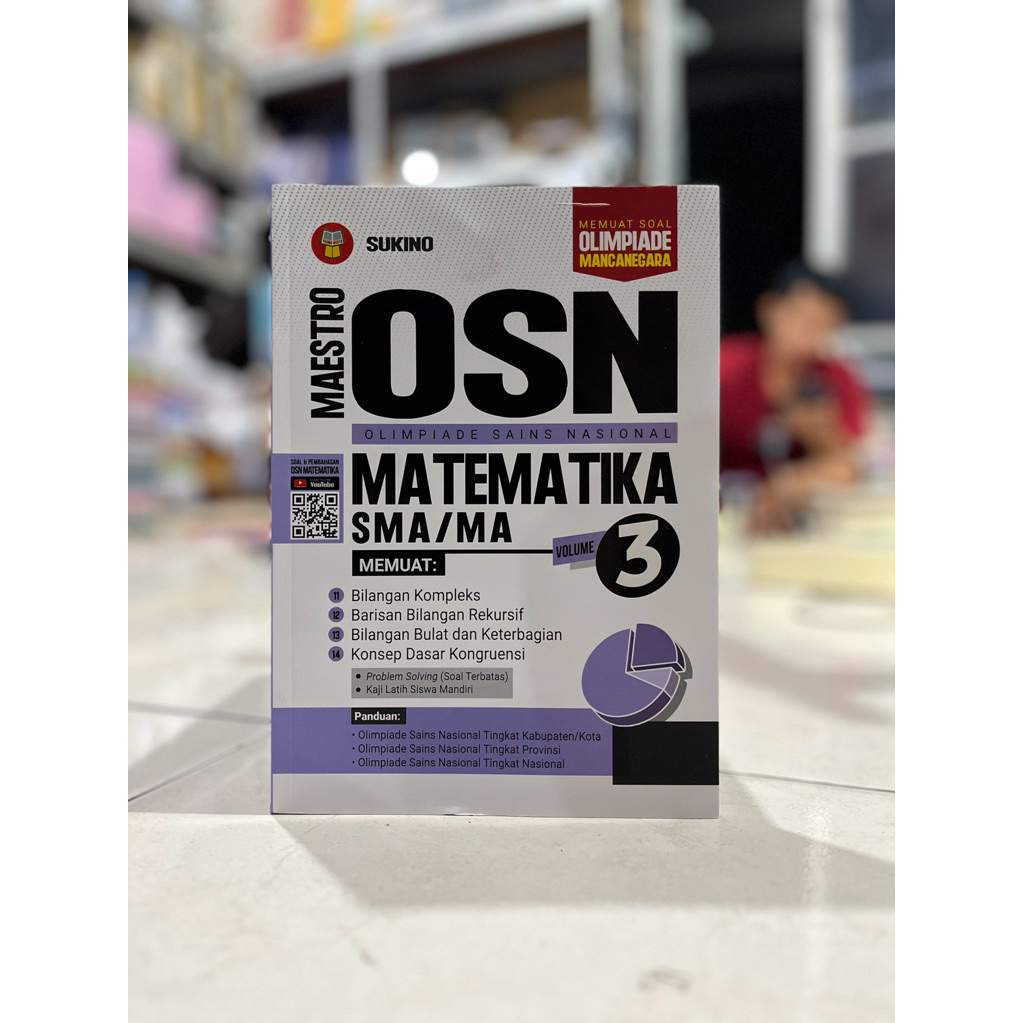 SUKINO
MEMUAT SOAL
OLIMPIADE
MANCANEGARA
MAESTRO
OSN
OLIMPIADE SAINS NASIONAL
SOAL & PEMBAHASAN
OSN MATEMATIKA
YouTube
MATEMATIKA
SMA/MA
VOLUME 3
MEMUAT:
11 Bilangan Kompleks
12 Barisan Bilangan Rekursif
13 Bilangan Bulat dan Keterbagian
14 Konsep Dasar Kongruensi
• Problem Solving (Soal Terbatas)
• Kaji Latih Siswa Mandiri
Panduan:
• Olimpiade Sains Nasional Tingkat Kabupaten/Kota
• Olimpiade Sains Nasional Tingkat Provinsi
• Olimpiade Sains Nasional Tingkat Nasional